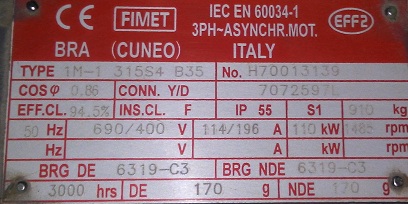 CE FIMET IEC EN 60034-1 EFF2
3PH~ASYNCHR.MOT.
BRA (CUNEO) ITALY
TYPE 1M-1 315S4 B35 No. H70013139
COS φ 0.86 CONN. Y/D 7072597L
EFF.CL. 94.5% INS.CL. F IP 55 S1 910 kg
50 Hz 690/400 V 114/196 A 110 kW 1485 rpm
Hz V A kW rpm
BRG DE 6319-C3 BRG NDE 6319-C3
3000 hrs DE 170 g NDE 170 g